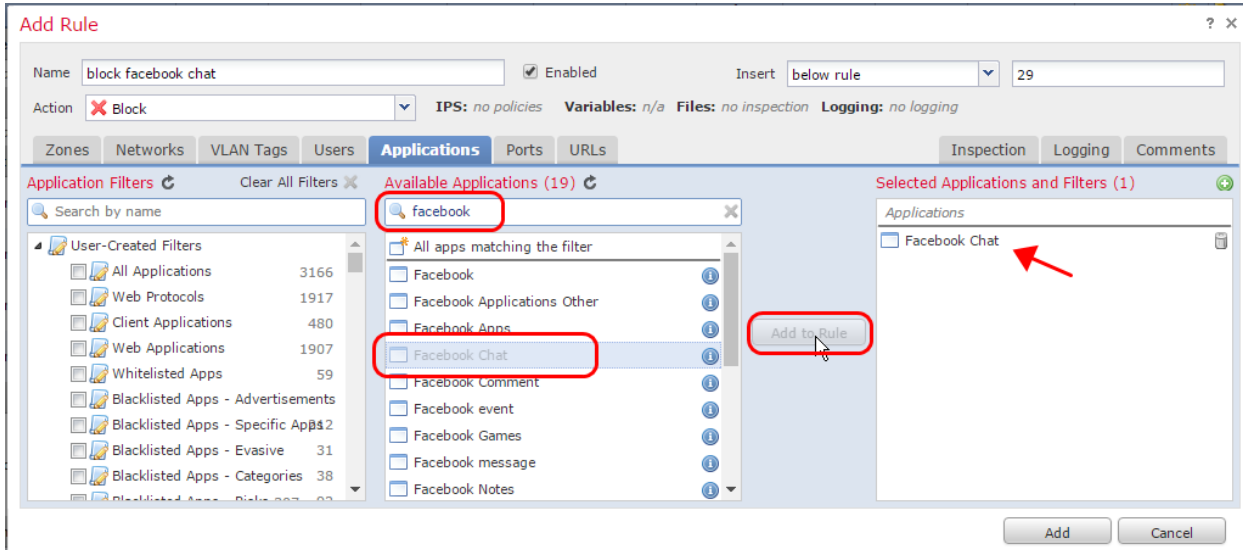 Add Rule ? ×
Name block facebook chat Enabled Insert below rule 29
Action Block IPS: no policies Variables: n/a Files: no inspection Logging: no logging
Zones Networks VLAN Tags Users Applications Ports URLs Inspection Logging Comments
Application Filters Clear All Filters Available Applications (19) Selected Applications and Filters (1)
Search by name facebook Applications
User-Created Filters All apps matching the filter Facebook Chat
All Applications 3166 Facebook
Web Protocols 1917 Facebook Applications Other
Client Applications 480 Facebook Apps Add to Rule
Web Applications 1907 Facebook Chat
Whitelisted Apps 59 Facebook Comment
Blacklisted Apps - Advertisements Facebook event
Blacklisted Apps - Specific Facebook Games
Blacklisted Apps - Evasive 31 Facebook message
Blacklisted Apps - Categories 38 Facebook Notes
Add Cancel